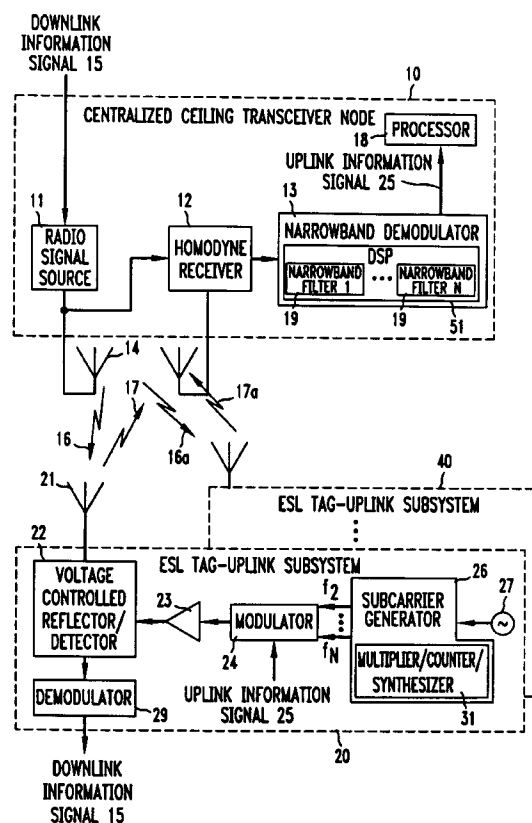 DOWNLINK
INFORMATION
SIGNAL 15
10
CENTRALIZED CEILING TRANSCEIVER NODE
PROCESSOR
18
UPLINK INFORMATION
SIGNAL 25
11
RADIO
SIGNAL
SOURCE
12
HOMODYNE
RECEIVER
13
NARROWBAND DEMODULATOR
DSP
NARROWBAND
FILTER 1
...
NARROWBAND
FILTER N
19
19
51
14
17
17a
16
16a
21
40
ESL TAG-UPLINK SUBSYSTEM
ESL TAG-UPLINK SUBSYSTEM
22
VOLTAGE
CONTROLLED
REFLECTOR/
DETECTOR
23
MODULATOR
24
f2
fN
26
SUBCARRIER
GENERATOR
27
MULTIPLIER/COUNTER/
SYNTHESIZER
31
UPLINK INFORMATION
SIGNAL 25
DEMODULATOR
29
20
DOWNLINK
INFORMATION
SIGNAL 15